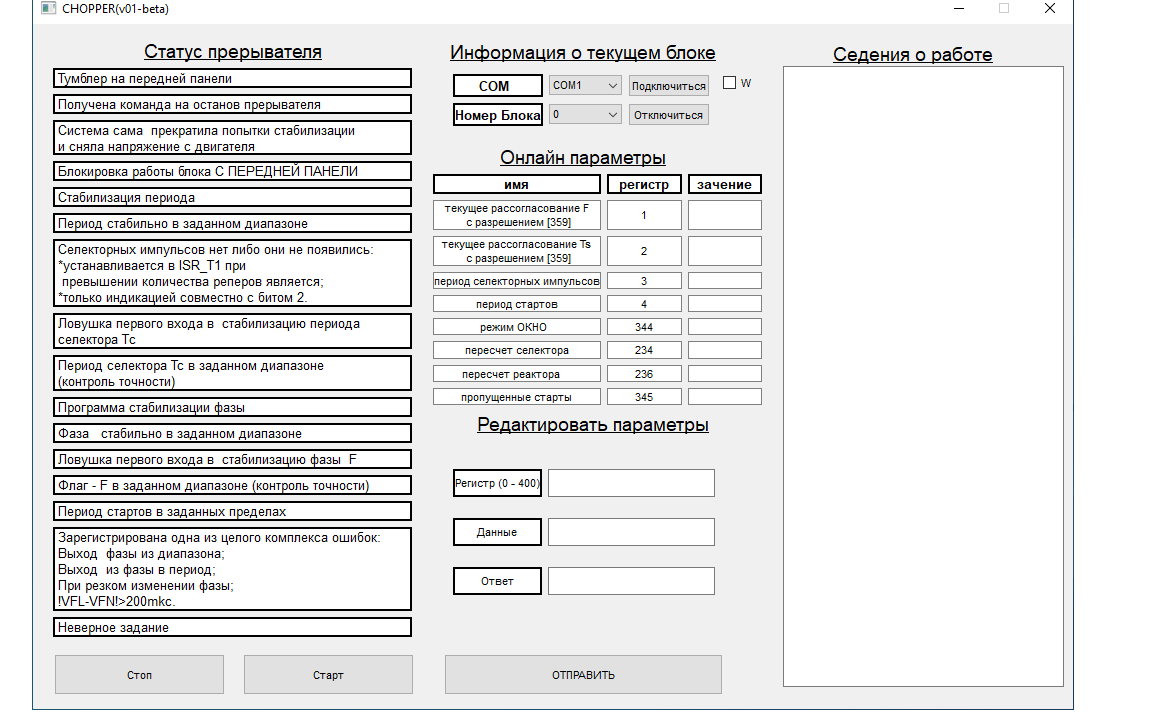 CHOPPER(v01-beta)
Статус прерывателя
Тумблер на передней панели
Получена команда на останов прерывателя
Система сама  прекратила попытки стабилизации
и сняла напряжение с двигателя
Блокировка работы блока С ПЕРЕДНЕЙ ПАНЕЛИ
Стабилизация периода
Период стабильно в заданном диапазоне
Селекторных импульсов нет либо они не появились:
*устанавливается в ISR_T1 при
превышении количества реперов является;
*только индикацией совместно с битом 2.
Ловушка первого входа в  стабилизацию периода
селектора Тс
Период селектора Тс в заданном диапазоне
(контроль точности)
Программа стабилизации фазы
Фаза   стабильно в заданном диапазоне
Ловушка первого входа в  стабилизацию фазы  F
Флаг - F в заданном диапазоне (контроль точности)
Период стартов в заданных пределах
Зарегистрирована одна из целого комплекса ошибок:
Выход  фазы из диапазона;
Выход  из фазы в период;
При резком изменении фазы;
!VFL-VFN!>200mkc.
Неверное задание
Стоп
Старт
Информация о текущем блоке
COM
COM1
Подключиться
W
Номер Блока
0
Отключиться
Онлайн параметры
имя
регистр
зачение
текущее рассогласование F
с разрешением [359]
1
текущее рассогласование Ts
с разрешением [359]
2
период селекторных импульсов
3
период стартов
4
режим ОКНО
344
пересчет селектора
234
пересчет реактора
236
пропущенные старты
345
Редактировать параметры
Регистр (0 - 400)
Данные
Ответ
ОТПРАВИТЬ
Седения о работе